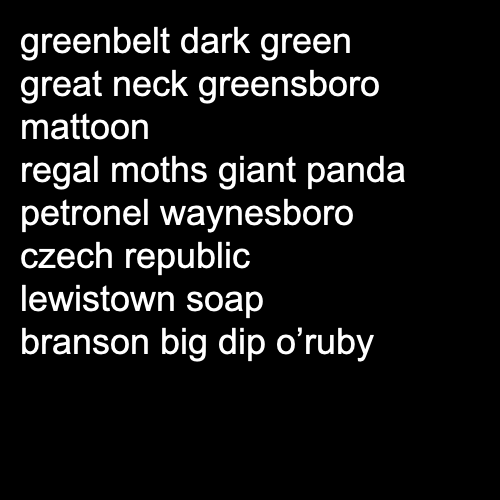 greenbelt dark green
great neck greensboro
mattoon
regal moths giant panda
petronel waynesboro
czech republic
lewistown soap
branson big dip o’ruby